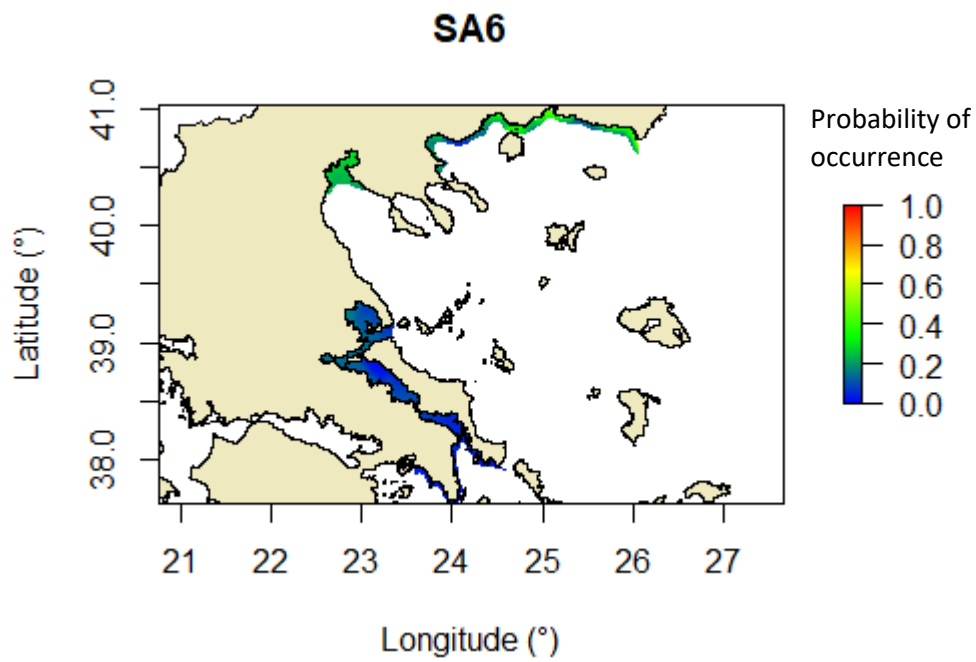 SA6
Probability of
occurrence
1.0
0.8
0.6
0.4
0.2
0.0
41.0
40.0
39.0
38.0
Latitude (°)
21 22 23 24 25 26 27
Longitude (°)